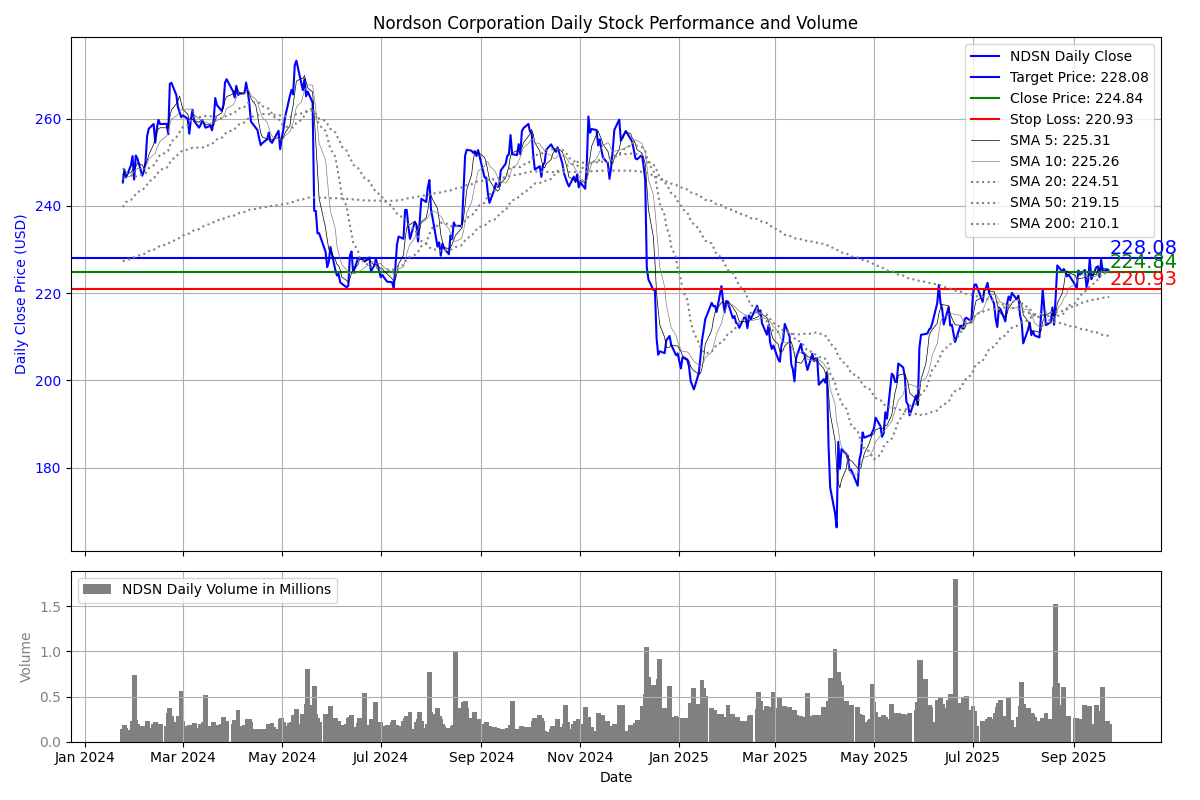 Nordson Corporation Daily Stock Performance and Volume
Daily Close Price (USD)
260
240
220
200
180
NDSN Daily Close
Target Price: 228.08
Close Price: 224.84
Stop Loss: 220.93
SMA 5: 225.31
SMA 10: 225.26
SMA 20: 224.51
SMA 50: 219.15
SMA 200: 210.1
228.08
224.84
220.93
NDSN Daily Volume in Millions
Volume
1.5
1.0
0.5
0.0
Jan 2024
Mar 2024
May 2024
Jul 2024
Sep 2024
Nov 2024
Jan 2025
Mar 2025
May 2025
Jul 2025
Sep 2025
Date